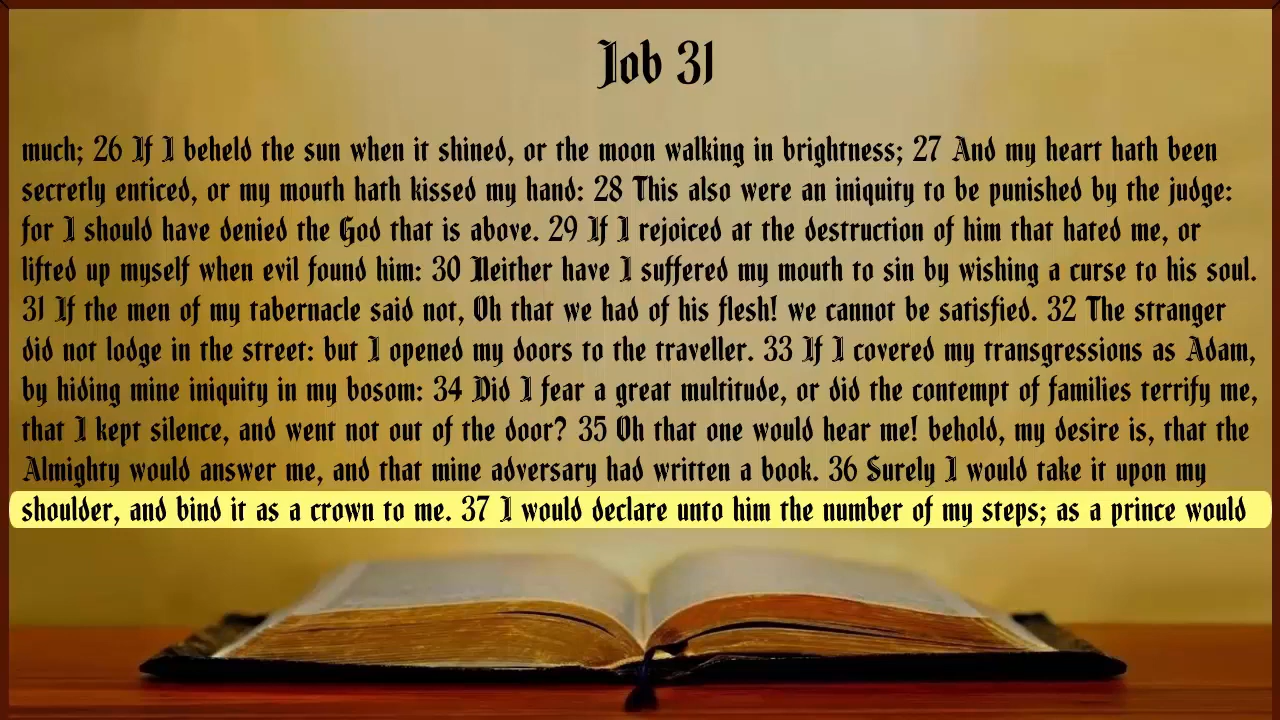 Job 31
much; 26 If I beheld the sun when it shined, or the moon walking in brightness; 27 And my heart hath been
secretly enticed, or my mouth hath kissed my hand: 28 This also were an iniquity to be punished by the judge:
for I should have denied the God that is above. 29 If I rejoiced at the destruction of him that hated me, or
lifted up myself when evil found him: 30 Neither have I suffered my mouth to sin by wishing a curse to his soul.
31 If the men of my tabernacle said not, Oh that we had of his flesh! we cannot be satisfied. 32 The stranger
did not lodge in the street: but I opened my doors to the traveller. 33 If I covered my transgressions as Adam,
by hiding mine iniquity in my bosom: 34 Did I fear a great multitude, or did the contempt of families terrify me,
that I kept silence, and went not out of the door? 35 Oh that one would hear me! behold, my desire is, that the
Almighty would answer me, and that mine adversary had written a book. 36 Surely I would take it upon my
shoulder, and bind it as a crown to me. 37 I would declare unto him the number of my steps; as a prince would